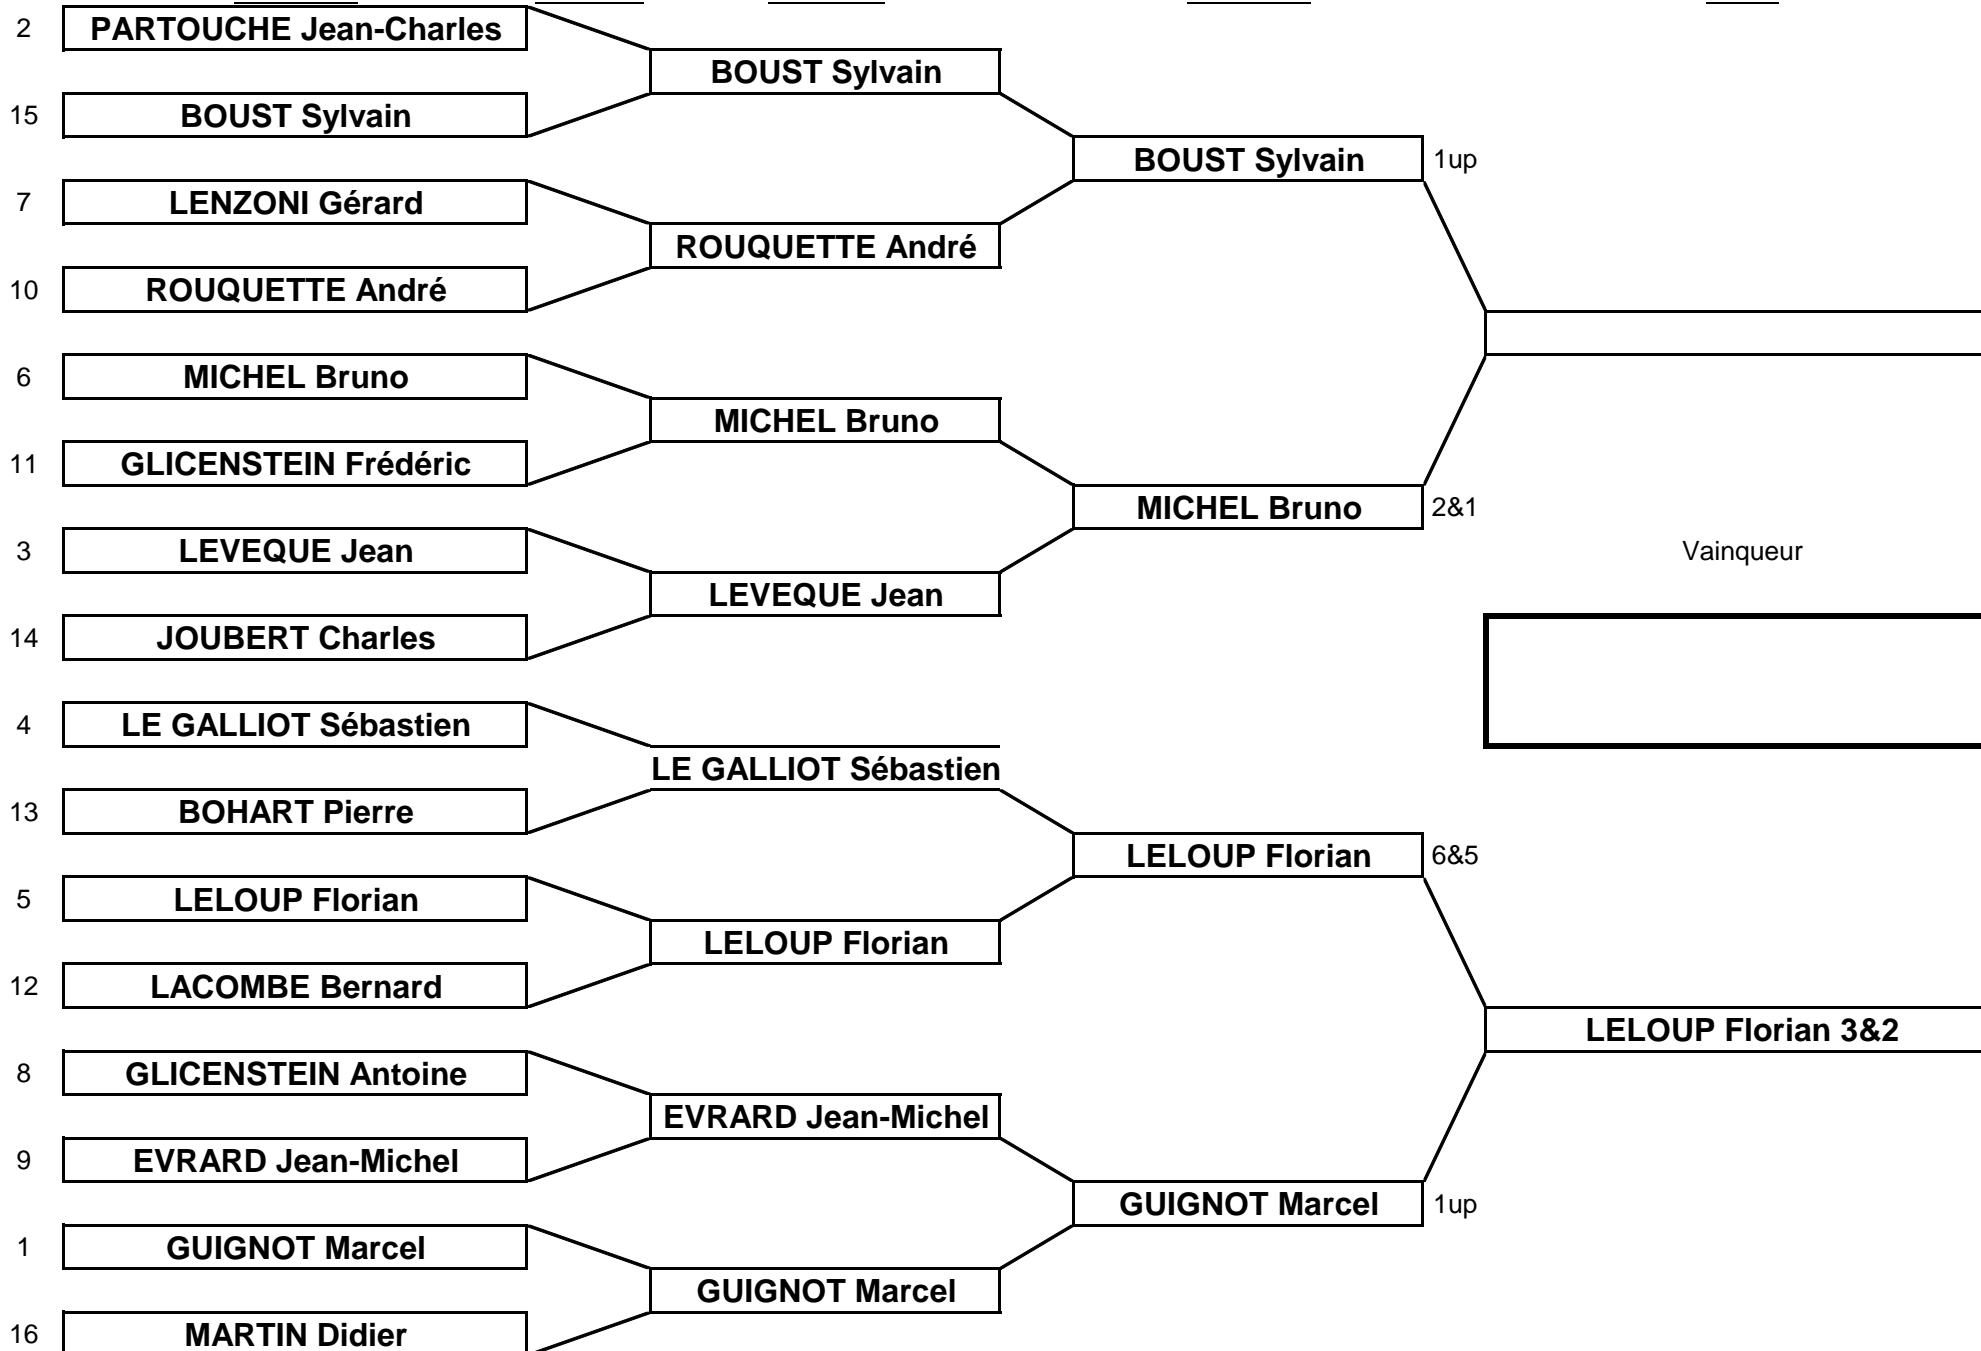 2 PARTOUCHE Jean-Charles
BOUST Sylvain
15 BOUST Sylvain
BOUST Sylvain 1up
7 LENZONI Gérard
ROUQUETTE André
10 ROUQUETTE André
6 MICHEL Bruno
MICHEL Bruno
11 GLICENSTEIN Frédéric
MICHEL Bruno 2&1
3 LEVEQUE Jean
Vainqueur
LEVEQUE Jean
14 JOUBERT Charles
4 LE GALLIOT Sébastien
LE GALLIOT Sébastien
13 BOHART Pierre
LELOUP Florian 6&5
5 LELOUP Florian
LELOUP Florian
12 LACOMBE Bernard
LELOUP Florian 3&2
8 GLICENSTEIN Antoine
EVRARD Jean-Michel
9 EVRARD Jean-Michel
GUIGNOT Marcel 1up
1 GUIGNOT Marcel
GUIGNOT Marcel
16 MARTIN Didier